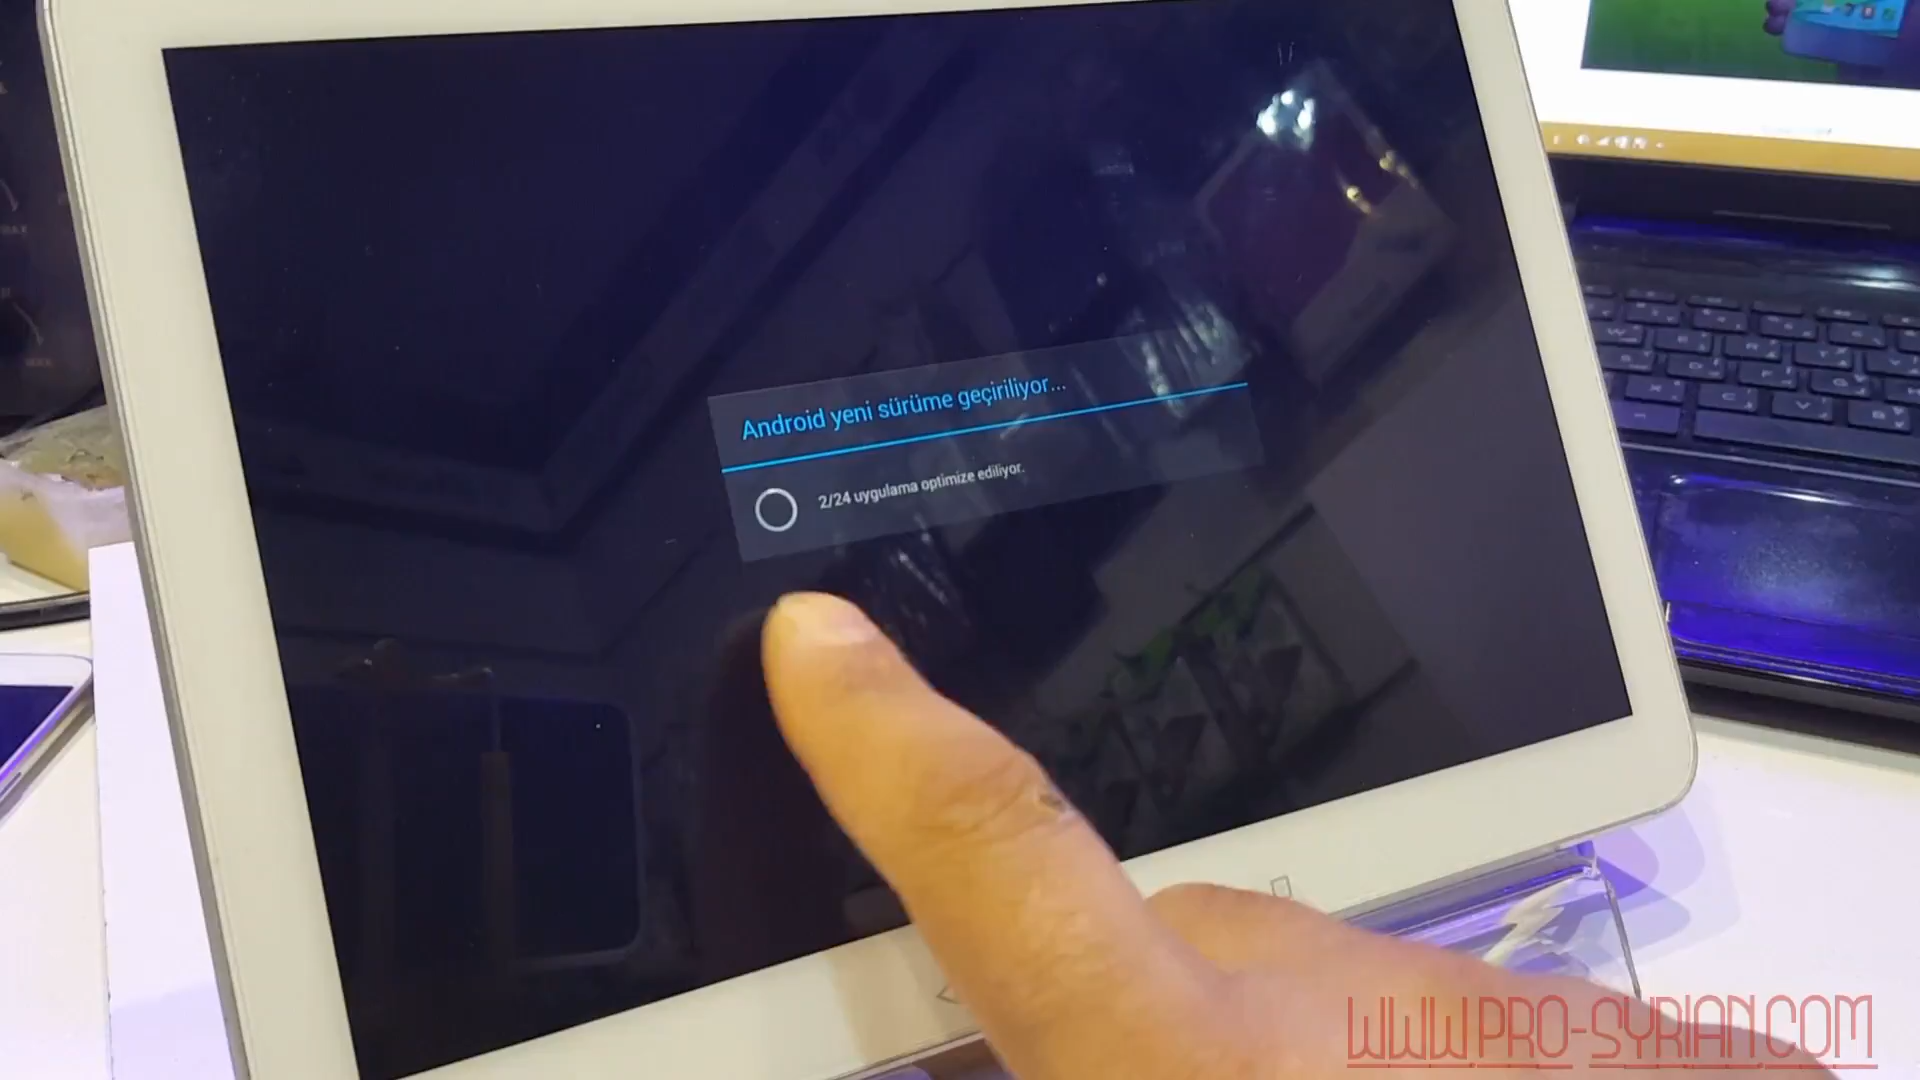 Android yeni sürüme geçiriliyor...
2/24 uygulama optimize ediliyor.
WWW.PRO-SYRIAN.COM